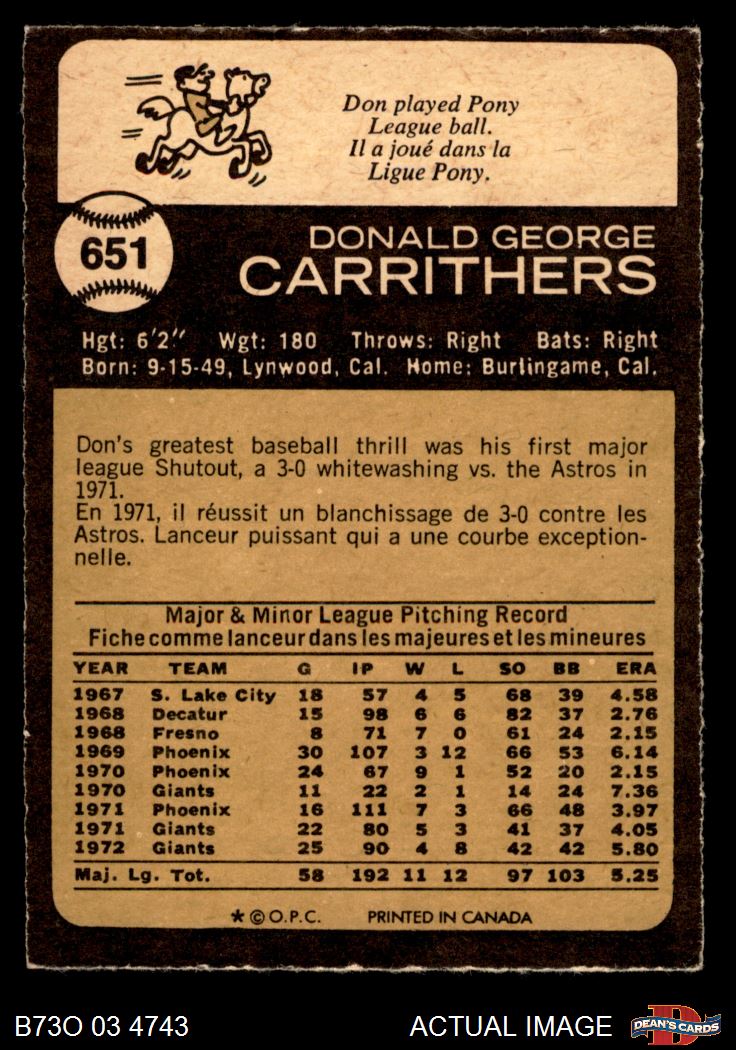 Don played Pony
League ball.
Il a joué dans la
Ligue Pony.
651
DONALD GEORGE
CARRITHERS
Hgt: 6'2" Wgt: 180 Throws: Right Bats: Right
Born: 9-15-49, Lynwood, Cal. Home: Burlingame, Cal.
Don's greatest baseball thrill was his first major
league Shutout, a 3-0 whitewashing vs. the Astros in
1971.
En 1971, il réussit un blanchissage de 3-0 contre les
Astros. Lanceur puissant qui a une courbe exception-
nelle.
Major & Minor League Pitching Record
Fiche comme lanceur dans les majeures et les mineures
YEAR TEAM G IP W L SO BB ERA
1967 S. Lake City 18 57 4 5 68 39 4.58
1968 Decatur 15 98 6 6 82 37 2.76
1968 Fresno 8 71 7 0 61 24 2.15
1969 Phoenix 30 107 3 12 66 53 6.14
1970 Phoenix 24 67 9 1 52 20 2.15
1970 Giants 11 22 2 1 14 24 7.36
1971 Phoenix 16 111 7 3 66 48 3.97
1971 Giants 22 80 5 3 41 37 4.05
1972 Giants 25 90 4 8 42 42 5.80
Maj. Lg. Tot. 58 192 11 12 97 103 5.25
* © O.P.C. PRINTED IN CANADA
B73O 03 4743 ACTUAL IMAGE DEAN'S CARDS